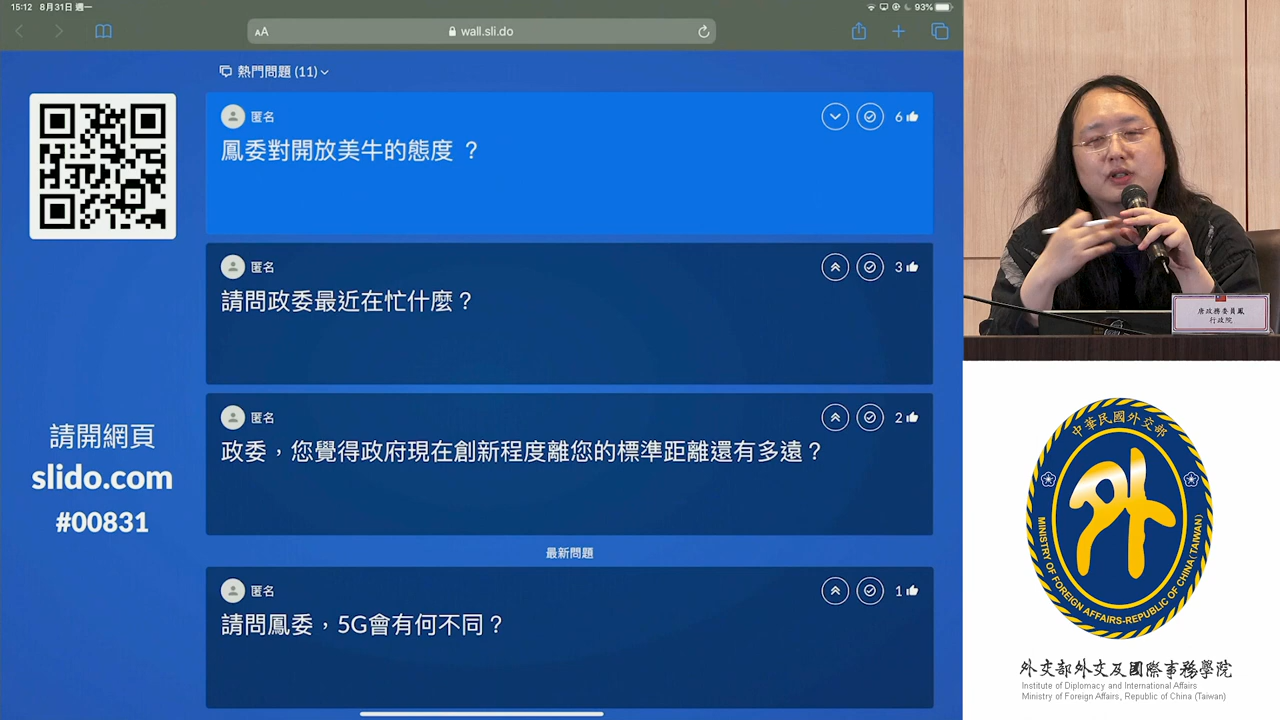 15:12 8月31日 週一
93%
AA
wall.sli.do
熱門問題 (11)
匿名
6
鳳委對開放美牛的態度 ？
匿名
3
請問政委最近在忙什麼？
匿名
2
政委，您覺得政府現在創新程度離您的標準距離還有多遠？
最新問題
匿名
1
請問鳳委，5G會有何不同？
請開網頁
slido.com
#00831
唐政務委員鳳
行政院
中華民國外交部
外
MINISTRY OF FOREIGN AFFAIRS-REPUBLIC OF CHINA(TAIWAN)
外交部外交及國際事務學院
Institute of Diplomacy and International Affairs
Ministry of Foreign Affairs, Republic of China (Taiwan)